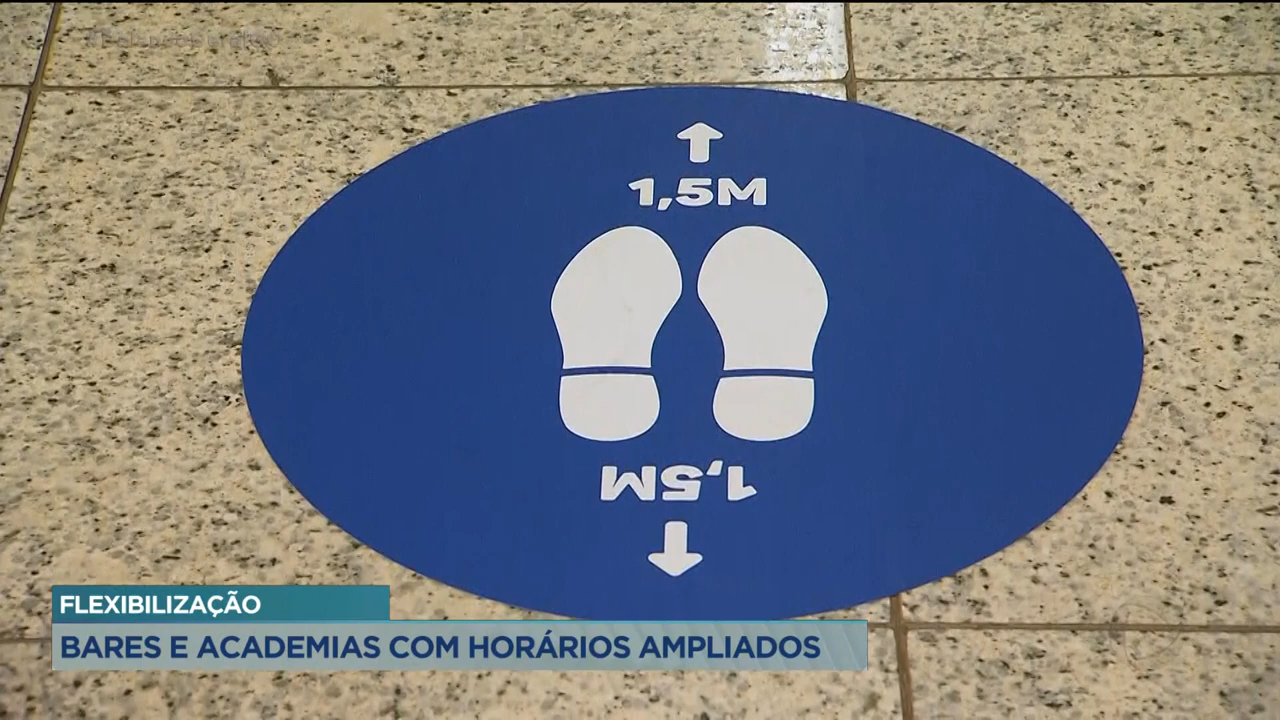 1,5M
1,5M
FLEXIBILIZAÇÃO
BARES E ACADEMIAS COM HORÁRIOS AMPLIADOS